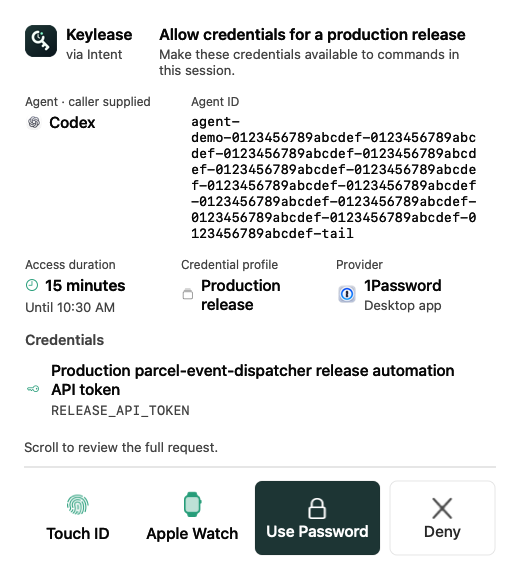 Keylease
via Intent
Allow credentials for a production release
Make these credentials available to commands in
this session.
Agent · caller supplied
Codex
Agent ID
agent-
demo-0123456789abcdef-0123456789abc
def-0123456789abcdef-0123456789abcd
ef-0123456789abcdef-0123456789abcde
f-0123456789abcdef-0123456789abcdef
-0123456789abcdef-0123456789abcdef-
0123456789abcdef-0123456789abcdef-0
123456789abcdef-tail
Access duration
15 minutes
Until 10:30 AM
Credential profile
Production
release
Provider
1Password
Desktop app
Credentials
Production parcel-event-dispatcher release automation
API token
RELEASE_API_TOKEN
Scroll to review the full request.
Touch ID
Apple Watch
Use Password
Deny